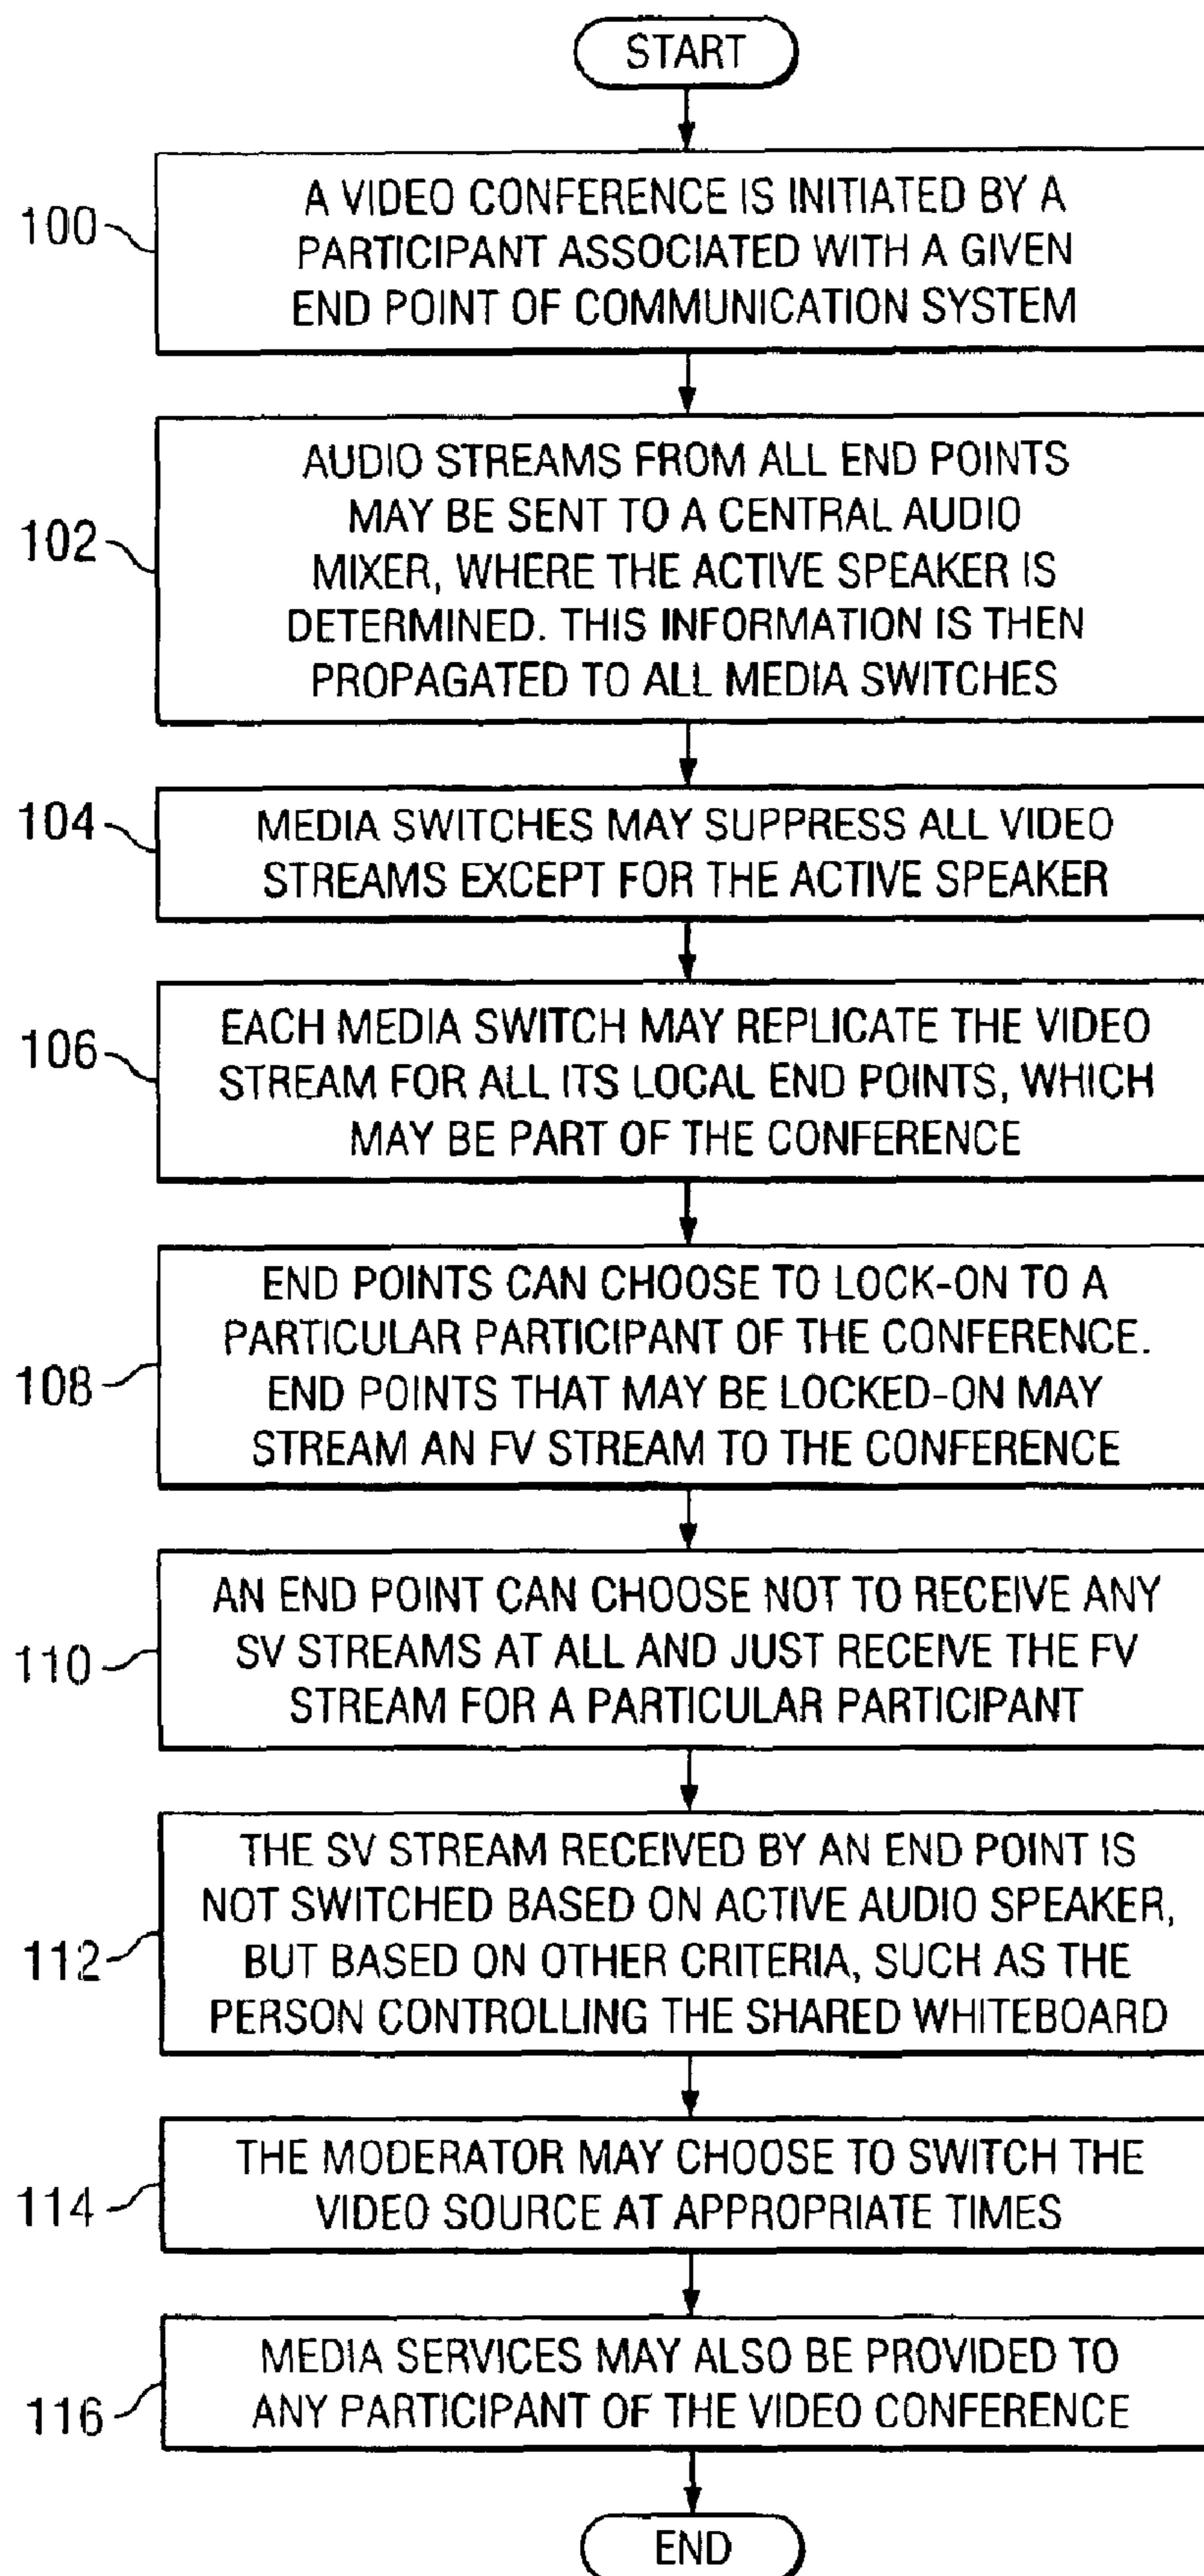 START
100
A VIDEO CONFERENCE IS INITIATED BY A
PARTICIPANT ASSOCIATED WITH A GIVEN
END POINT OF COMMUNICATION SYSTEM
102
AUDIO STREAMS FROM ALL END POINTS
MAY BE SENT TO A CENTRAL AUDIO
MIXER, WHERE THE ACTIVE SPEAKER IS
DETERMINED. THIS INFORMATION IS THEN
PROPAGATED TO ALL MEDIA SWITCHES
104
MEDIA SWITCHES MAY SUPPRESS ALL VIDEO
STREAMS EXCEPT FOR THE ACTIVE SPEAKER
106
EACH MEDIA SWITCH MAY REPLICATE THE VIDEO
STREAM FOR ALL ITS LOCAL END POINTS, WHICH
MAY BE PART OF THE CONFERENCE
108
END POINTS CAN CHOOSE TO LOCK-ON TO A
PARTICULAR PARTICIPANT OF THE CONFERENCE.
END POINTS THAT MAY BE LOCKED-ON MAY
STREAM AN FV STREAM TO THE CONFERENCE
110
AN END POINT CAN CHOOSE NOT TO RECEIVE ANY
SV STREAMS AT ALL AND JUST RECEIVE THE FV
STREAM FOR A PARTICULAR PARTICIPANT
112
THE SV STREAM RECEIVED BY AN END POINT IS
NOT SWITCHED BASED ON ACTIVE AUDIO SPEAKER,
BUT BASED ON OTHER CRITERIA, SUCH AS THE
PERSON CONTROLLING THE SHARED WHITEBOARD
114
THE MODERATOR MAY CHOOSE TO SWITCH THE
VIDEO SOURCE AT APPROPRIATE TIMES
116
MEDIA SERVICES MAY ALSO BE PROVIDED TO
ANY PARTICIPANT OF THE VIDEO CONFERENCE
END